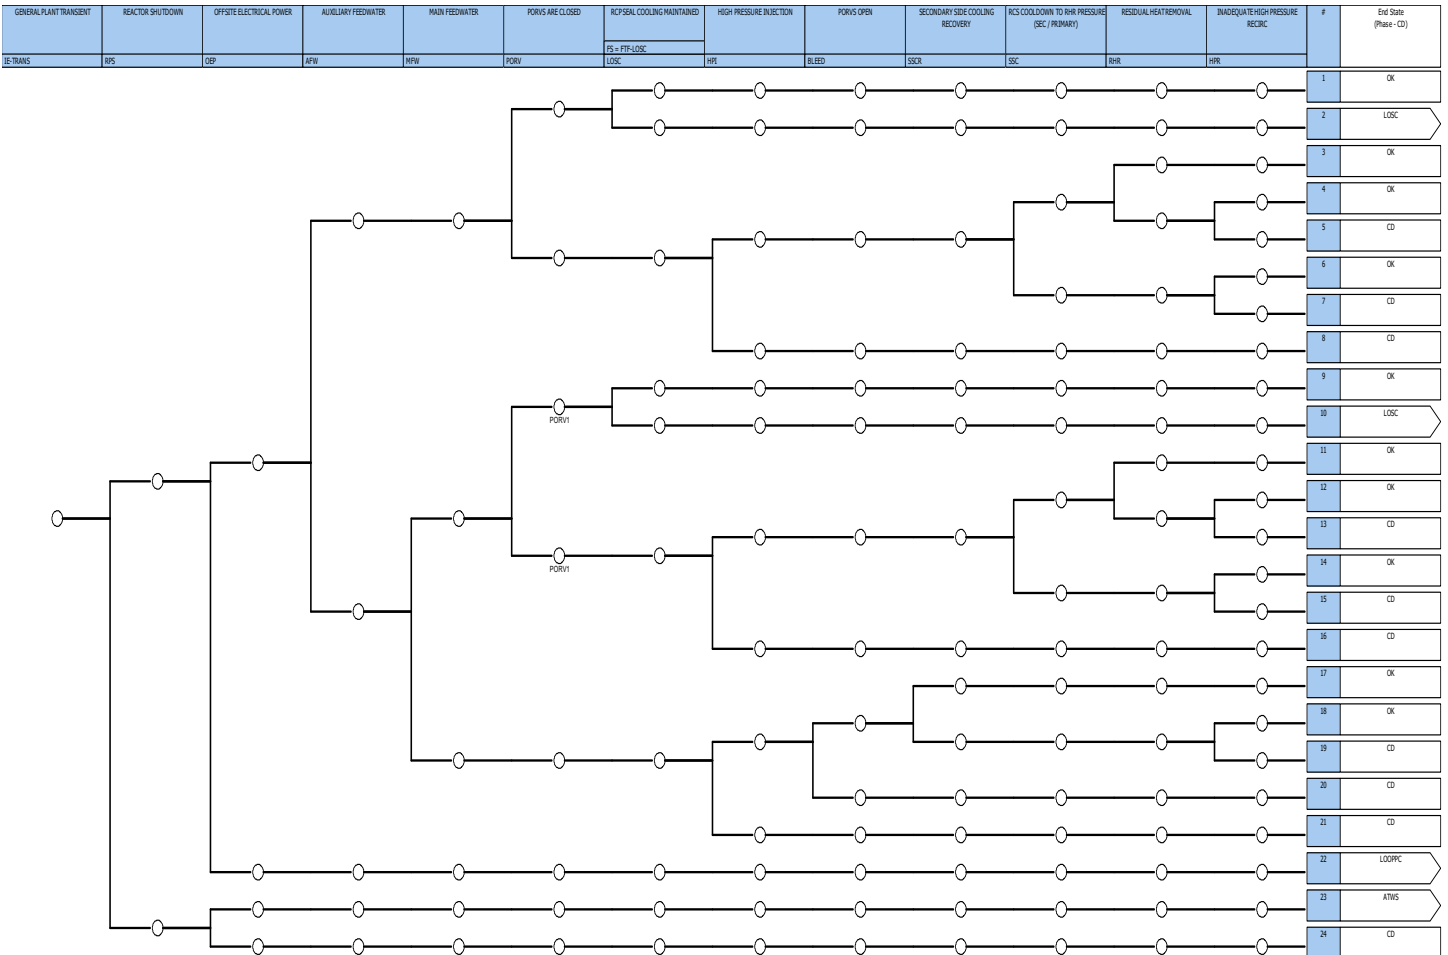 GENERAL PLANT TRANSIENT
REACTOR SHUTDOWN
OFFSITE ELECTRICAL POWER
AUXILIARY FEEDWATER
MAIN FEEDWATER
PORVS ARE CLOSED
RCP SEAL COOLING MAINTAINED
HIGH PRESSURE INJECTION
PORVS OPEN
SECONDARY SIDE COOLING
RECOVERY
RCS COOLDOWN TO RHR PRESSURE
(SEC / PRIMARY)
RESIDUAL HEAT REMOVAL
INADEQUATE HIGH PRESSURE
RECIRC
#
End State
(Phase - CD)
FS = FTF-LOSC
IE-TRANS
RPS
OEP
AFW
MFW
PORV
LOSC
HPI
BLEED
SSCR
SSC
RHR
HPR
1 OK
2 LOSC
3 OK
4 OK
5 CD
6 OK
7 CD
8 CD
9 OK
PORV1
10 LOSC
11 OK
12 OK
13 CD
PORV1
14 OK
15 CD
16 CD
17 OK
18 OK
19 CD
20 CD
21 CD
22 LOOPPC
23 ATWS
24 CD